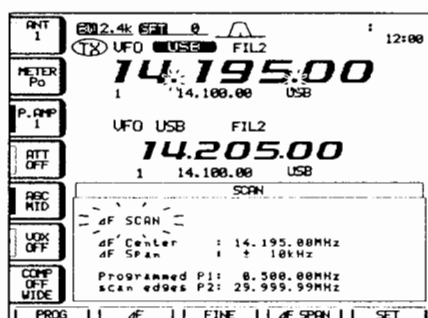 ANT 1
BW 2.4k SFT 0
12:00
TX VFO USB FIL2
METER Po
14.195.00
1 14.100.00 USB
P.AMP 1
VFO USB FIL2
ATT OFF
14.205.00
1 14.100.00 USB
SCAN
AGC MID
ΔF SCAN
VOX OFF
ΔF Center : 14.195.00MHz
ΔF Span : ± 10kHz
COMP OFF WIDE
Programmed P1: 0.500.00MHz
scan edges P2: 29.999.99MHz
PROG ΔF FINE ΔF SPAN SET